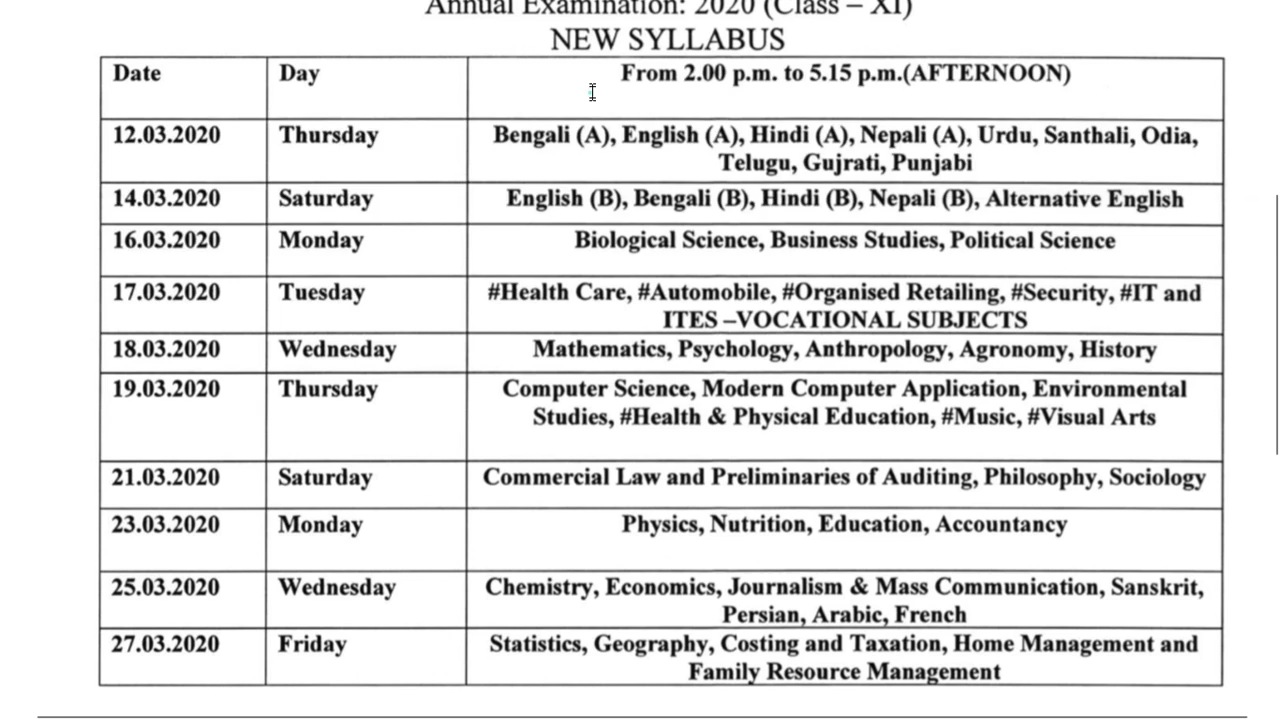 Annual Examination: 2020 (Class – XI)
NEW SYLLABUS
Date Day From 2.00 p.m. to 5.15 p.m.(AFTERNOON)
12.03.2020 Thursday Bengali (A), English (A), Hindi (A), Nepali (A), Urdu, Santhali, Odia,
Telugu, Gujrati, Punjabi
14.03.2020 Saturday English (B), Bengali (B), Hindi (B), Nepali (B), Alternative English
16.03.2020 Monday Biological Science, Business Studies, Political Science
17.03.2020 Tuesday #Health Care, #Automobile, #Organised Retailing, #Security, #IT and
ITES –VOCATIONAL SUBJECTS
18.03.2020 Wednesday Mathematics, Psychology, Anthropology, Agronomy, History
19.03.2020 Thursday Computer Science, Modern Computer Application, Environmental
Studies, #Health & Physical Education, #Music, #Visual Arts
21.03.2020 Saturday Commercial Law and Preliminaries of Auditing, Philosophy, Sociology
23.03.2020 Monday Physics, Nutrition, Education, Accountancy
25.03.2020 Wednesday Chemistry, Economics, Journalism & Mass Communication, Sanskrit,
Persian, Arabic, French
27.03.2020 Friday Statistics, Geography, Costing and Taxation, Home Management and
Family Resource Management